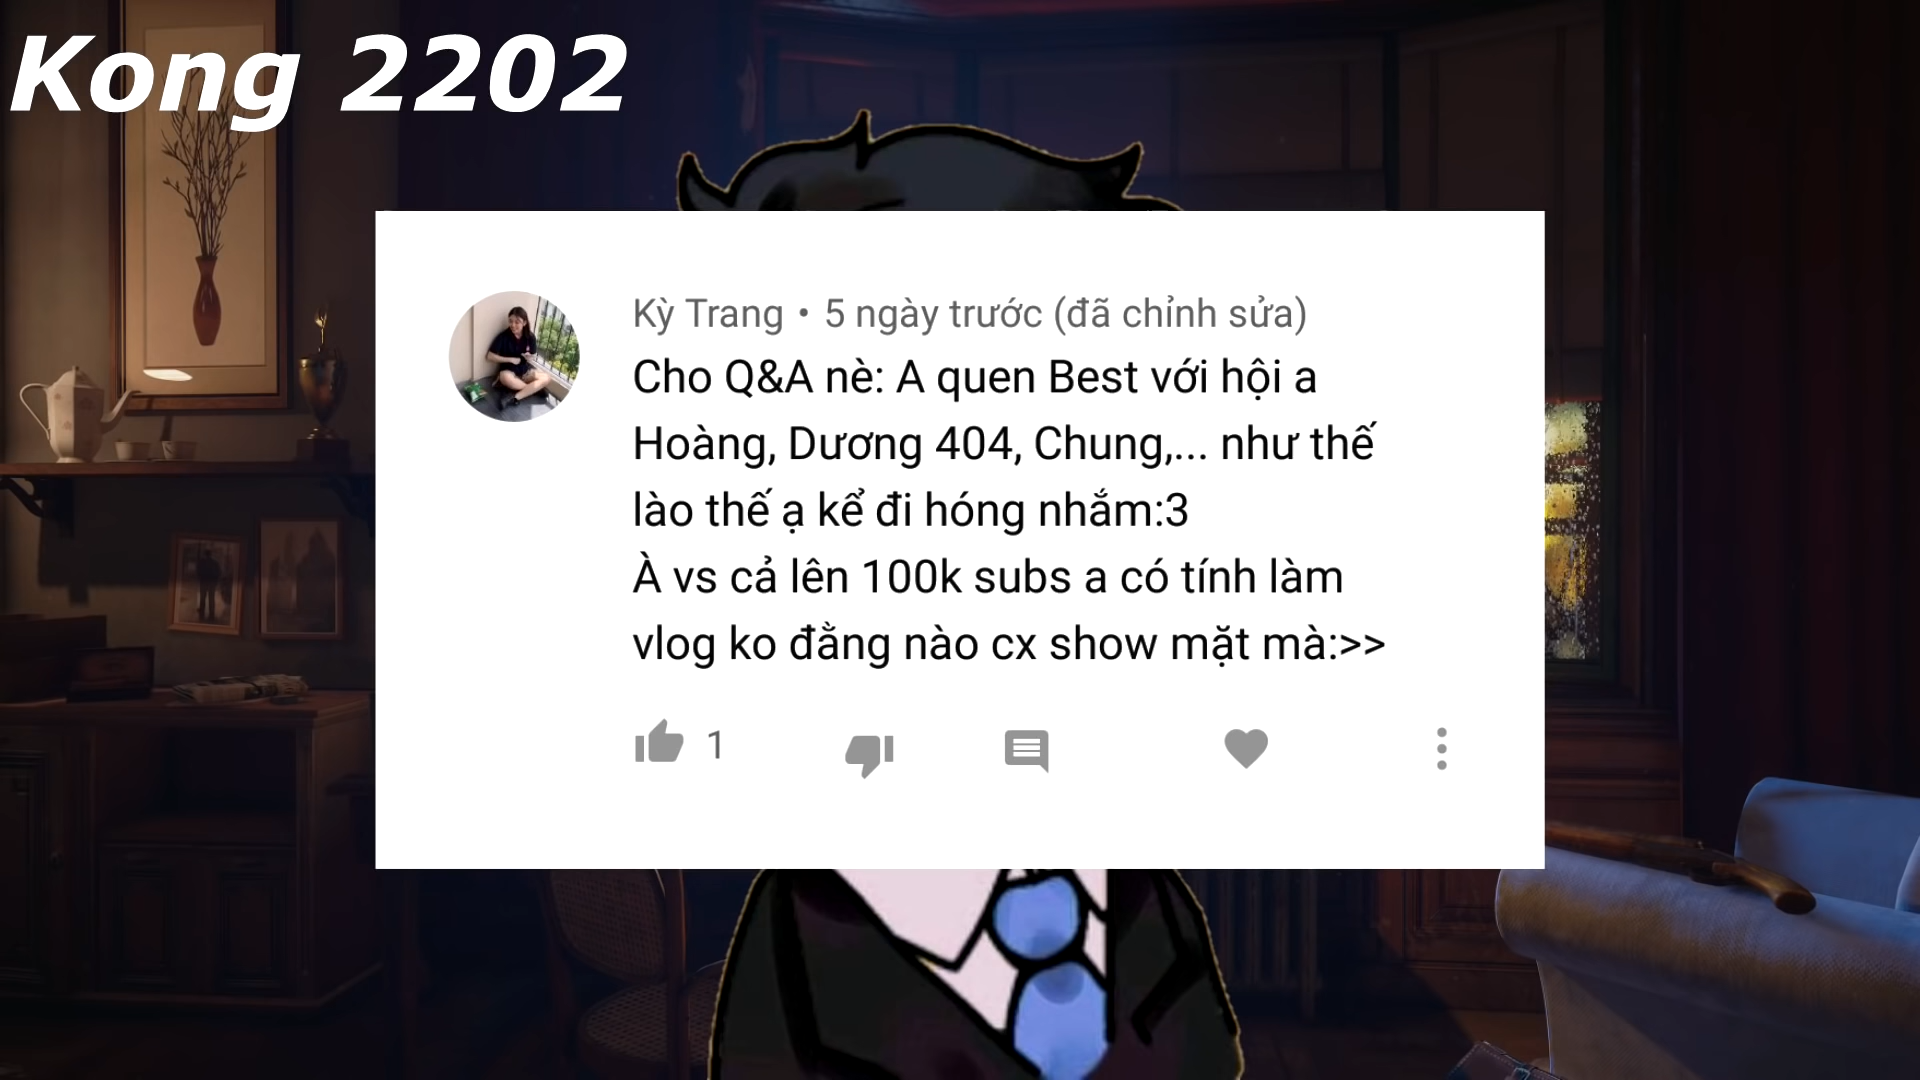 Kong 2202
Kỳ Trang • 5 ngày trước (đã chỉnh sửa)
Cho Q&A nè: A quen Best với hội a
Hoàng, Dương 404, Chung,... như thế
lào thế ạ kể đi hóng nhắm:3
À vs cả lên 100k subs a có tính làm
vlog ko đằng nào cx show mặt mà:>>
1